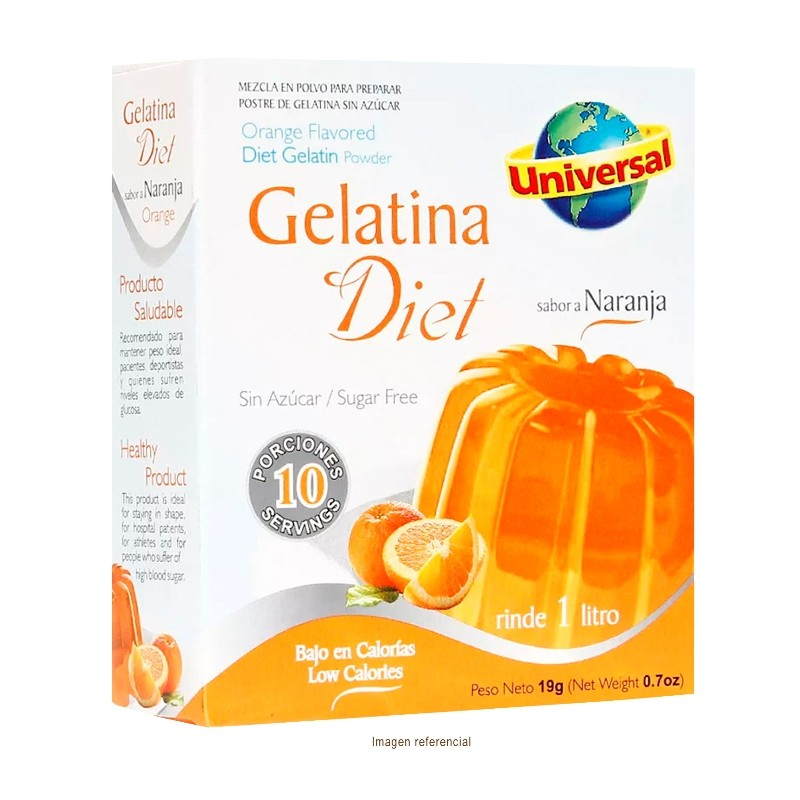 MEZCLA EN POLVO PARA PREPARAR
POSTRE DE GELATINA SIN AZÚCAR
Orange Flavored
Diet Gelatin Powder
Gelatina
Diet
Universal
sabor a Naranja
Sin Azúcar / Sugar Free
PORCIONES
10
SERVINGS
rinde 1 litro
Bajo en Calorías
Low Calories
Peso Neto 19g (Net Weight 0.7oz)
Gelatina
Diet
sabor a Naranja
Orange
Producto
Saludable
Recomendado para
mantener peso ideal,
pacientes, deportistas
y quienes sufren
niveles elevados de
glucosa.
Healthy
Product
This product is ideal
for staying in shape,
for hospital patients,
for athletes and for
people who suffer of
high blood sugar.
Imagen referencial